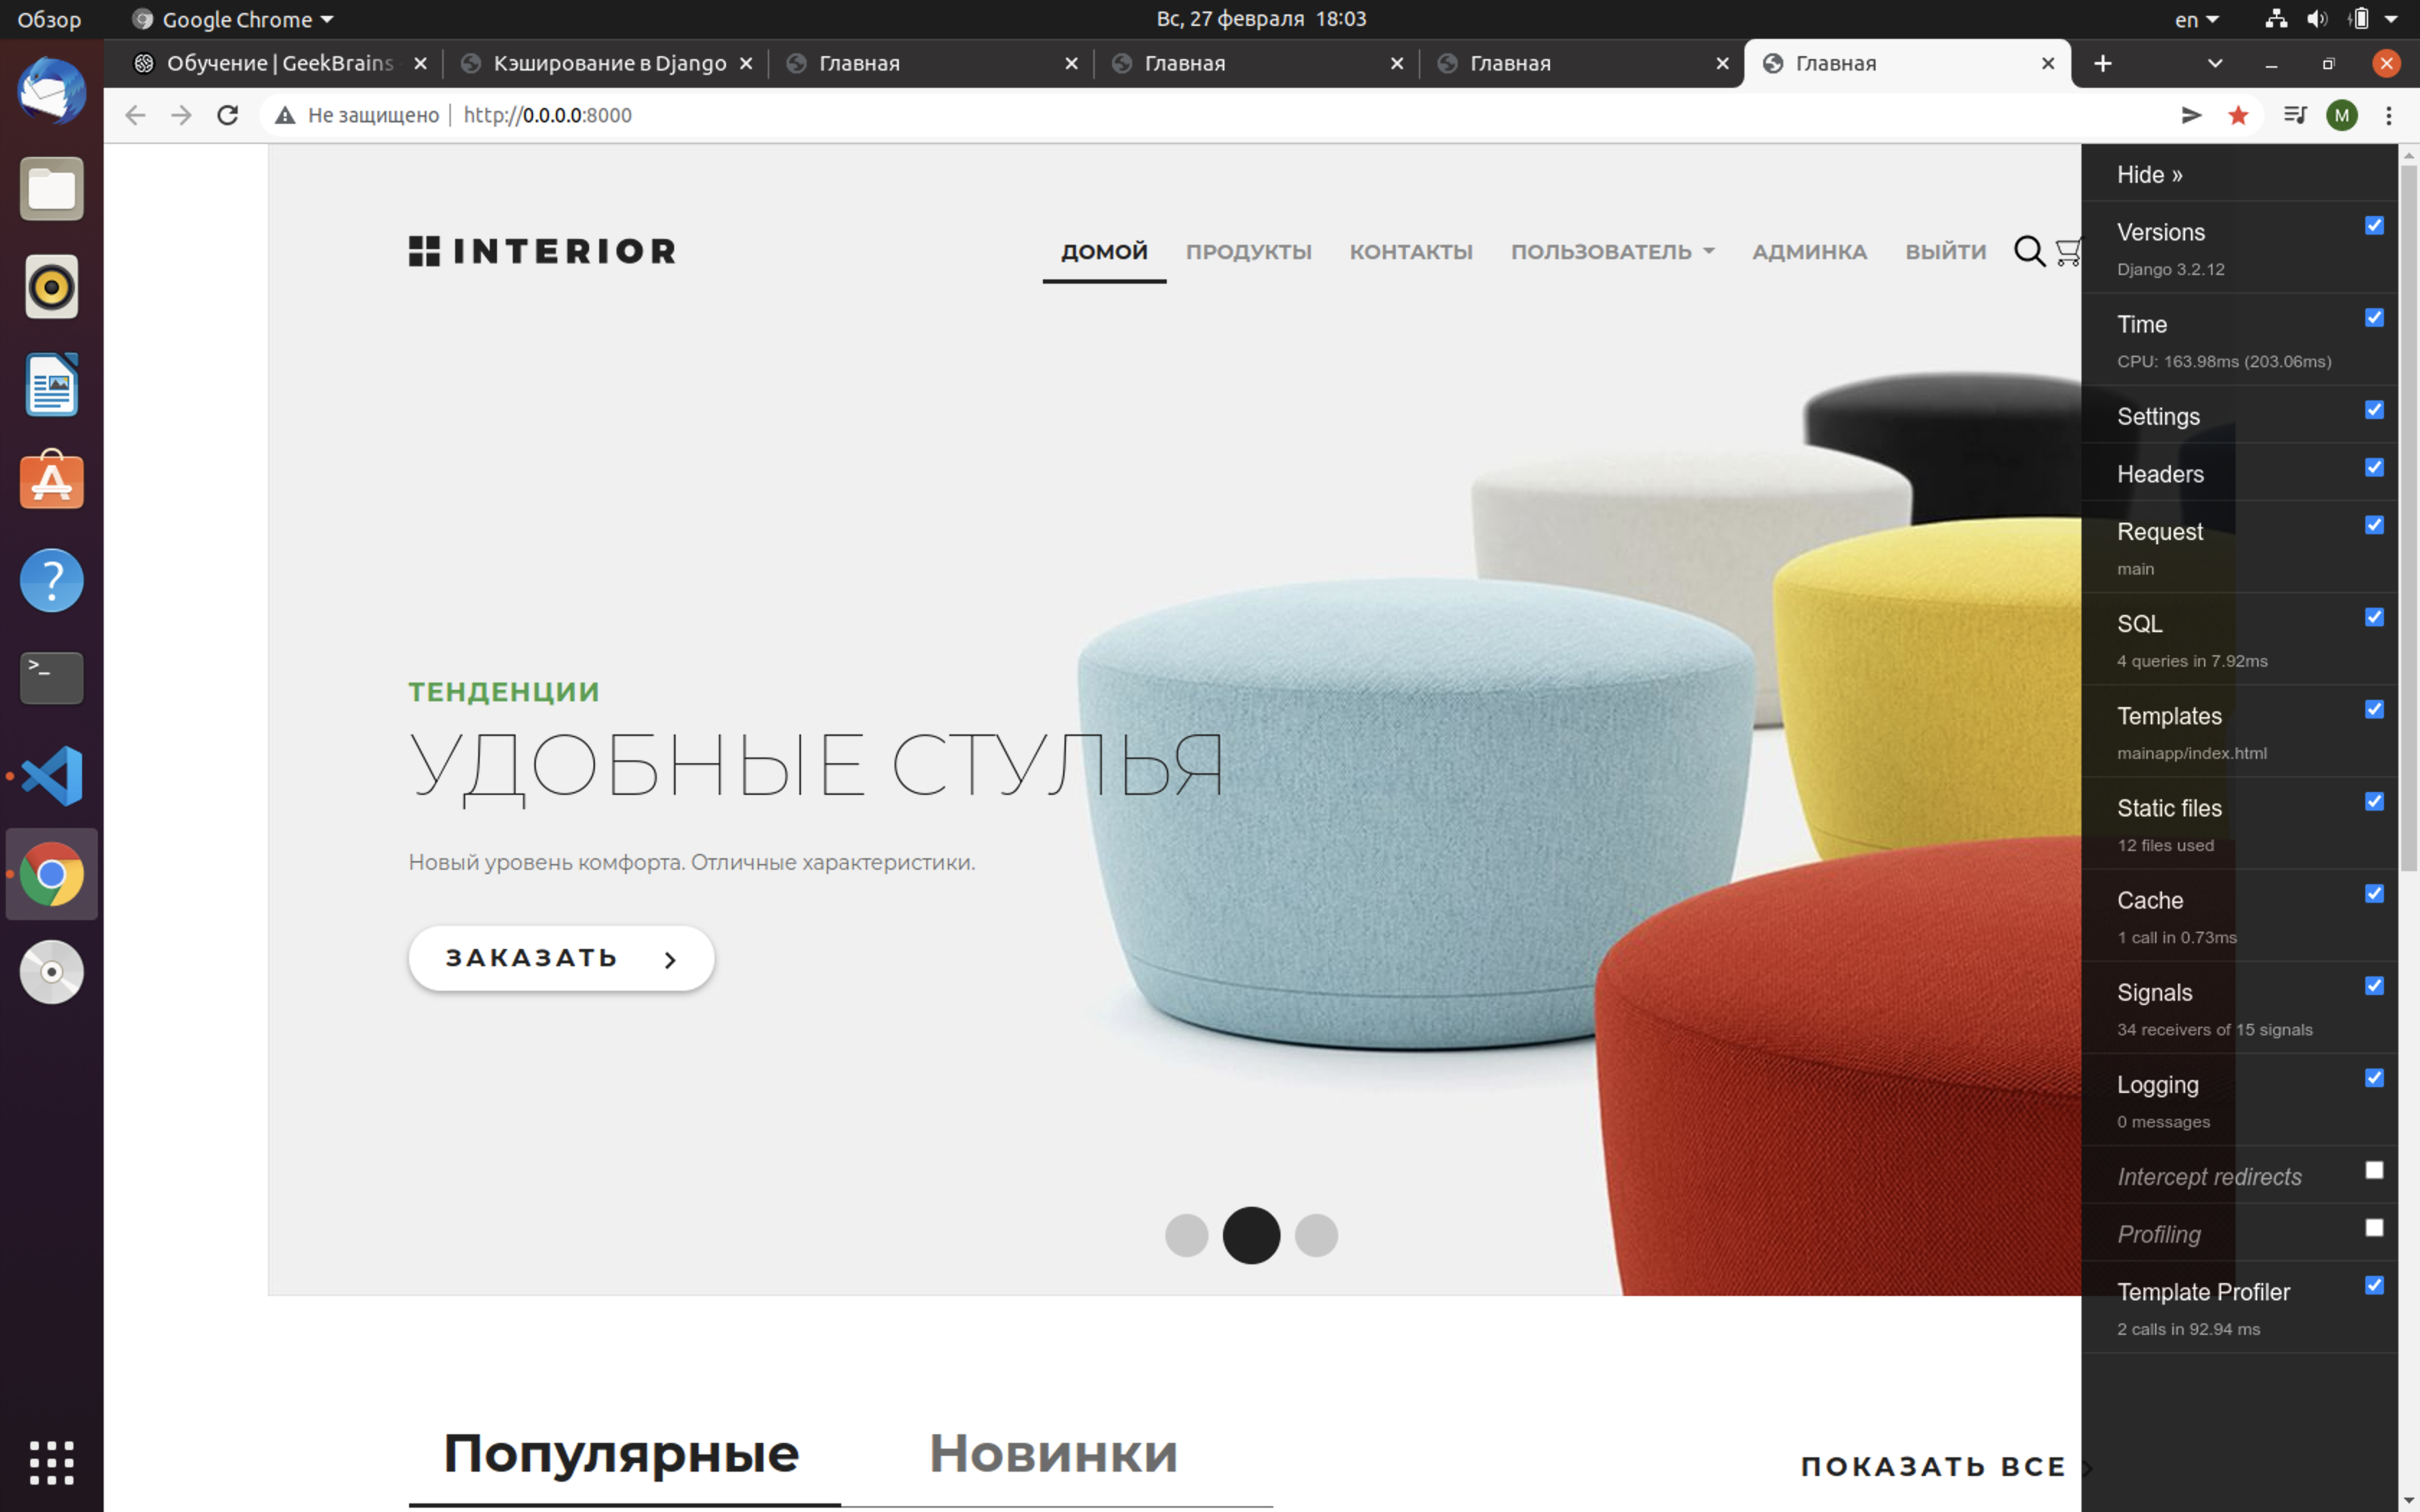 Обзор Google Chrome Вс, 27 февраля 18:03 en
Обучение | GeekBrains Кэширование в Django Главная Главная Главная Главная
Не защищено http://0.0.0.0:8000 M
INTERIOR ДОМОЙ ПРОДУКТЫ КОНТАКТЫ ПОЛЬЗОВАТЕЛЬ АДМИНКА ВЫЙТИ
ТЕНДЕНЦИИ
УДОБНЫЕ СТУЛЬЯ
Новый уровень комфорта. Отличные характеристики.
ЗАКАЗАТЬ
Популярные Новинки ПОКАЗАТЬ ВСЕ
Hide »
Versions
Django 3.2.12
Time
CPU: 163.98ms (203.06ms)
Settings
Headers
Request
main
SQL
4 queries in 7.92ms
Templates
mainapp/index.html
Static files
12 files used
Cache
1 call in 0.73ms
Signals
34 receivers of 15 signals
Logging
0 messages
Intercept redirects
Profiling
Template Profiler
2 calls in 92.94 ms